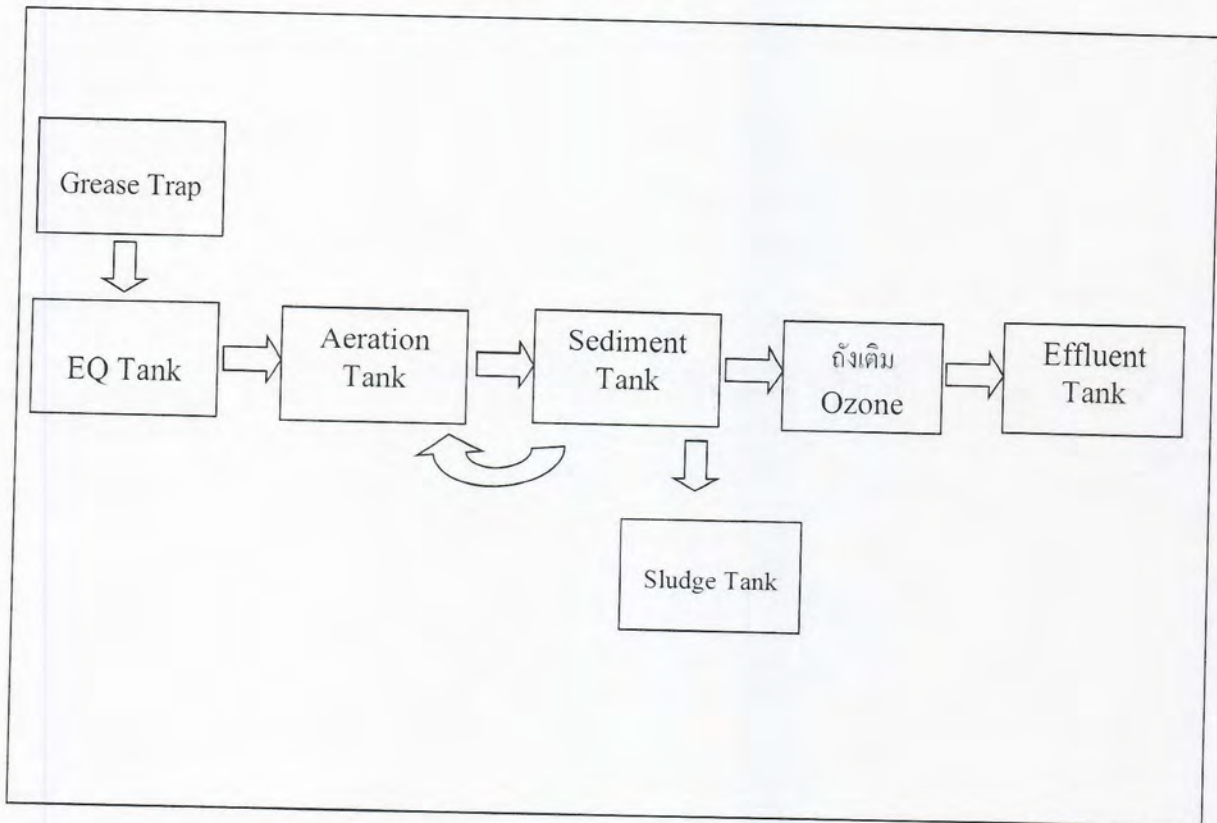 Grease Trap
EQ Tank
Aeration
Tank
Sediment
Tank
ถังเติม
Ozone
Effluent
Tank
Sludge Tank